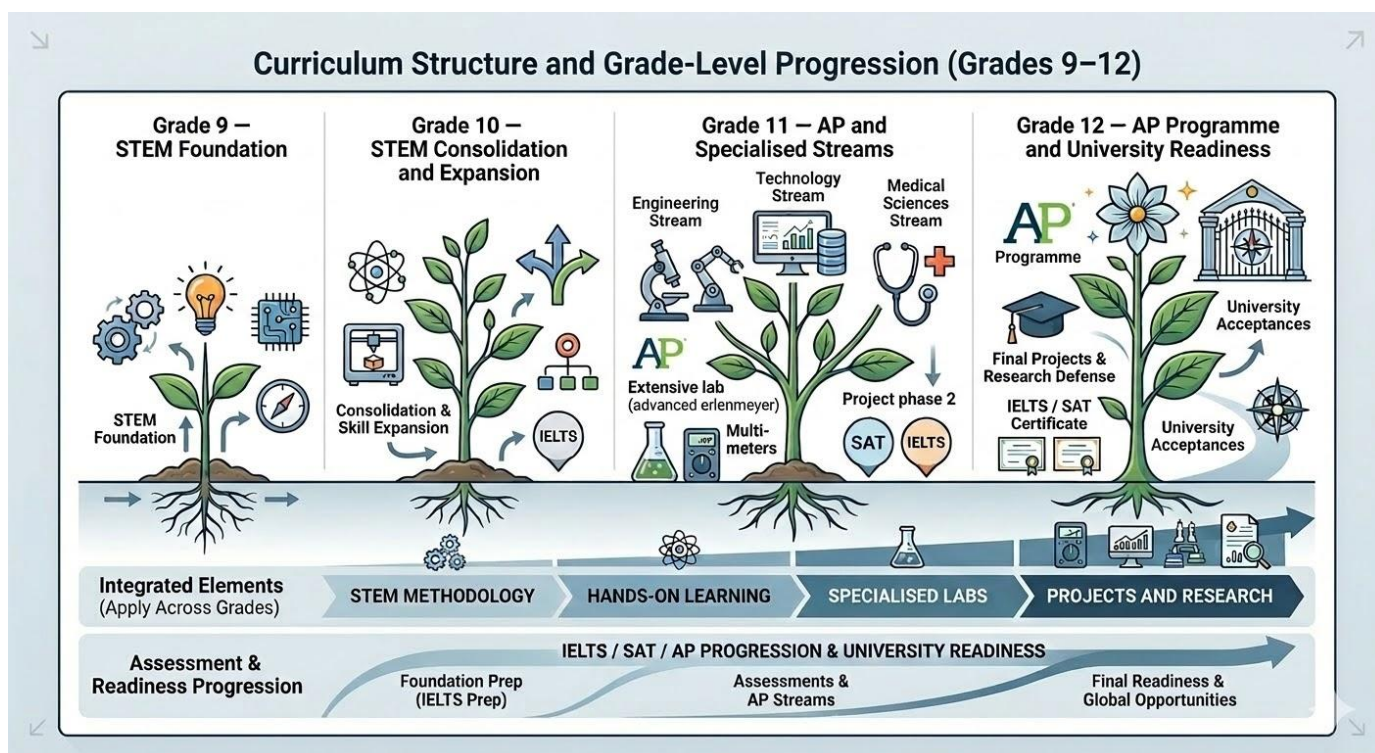 Curriculum Structure and Grade-Level Progression (Grades 9–12)
Grade 9 —
STEM Foundation
STEM
Foundation
Grade 10 —
STEM Consolidation
and Expansion
Consolidation &
Skill Expansion
IELTS
Grade 11 — AP and
Specialised Streams
Engineering
Stream
Technology
Stream
Medical
Sciences
Stream
AP
Extensive lab
(advanced erlenmeyer)
Multi-
meters
Project phase 2
SAT
IELTS
Grade 12 — AP Programme
and University Readiness
AP
Programme
Final Projects &
Research Defense
IELTS / SAT
Certificate
University
Acceptances
University
Acceptances
Integrated Elements
(Apply Across Grades)
STEM METHODOLOGY
HANDS-ON LEARNING
SPECIALISED LABS
PROJECTS AND RESEARCH
Assessment &
Readiness Progression
IELTS / SAT / AP PROGRESSION & UNIVERSITY READINESS
Foundation Prep
(IELTS Prep)
Assessments &
AP Streams
Final Readiness &
Global Opportunities